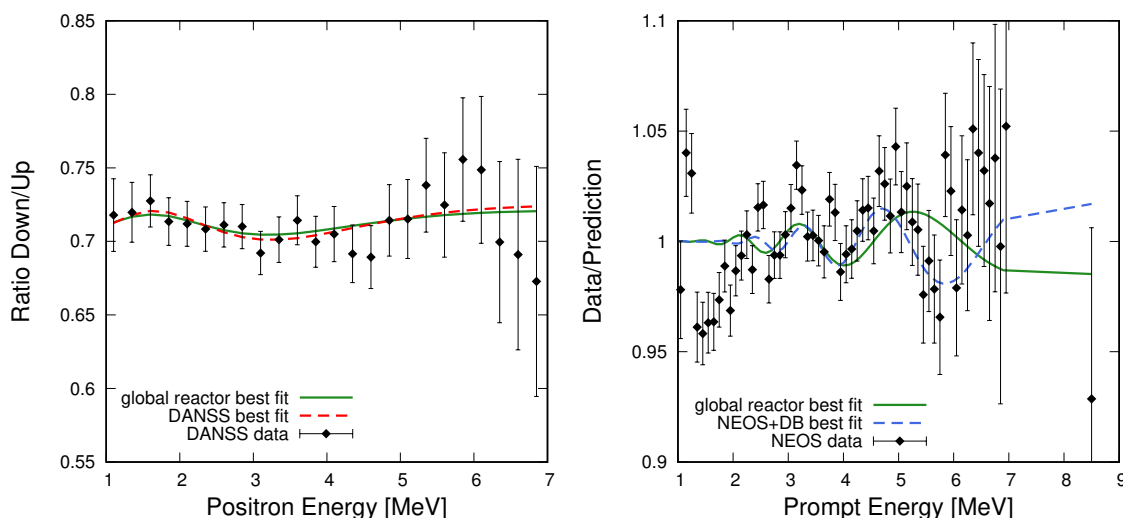 0.85
0.8
0.75
0.7
0.65
0.6
0.55
Ratio Down/Up
global reactor best fit
DANSS best fit
DANSS data
1 2 3 4 5 6 7
Positron Energy [MeV]
1.1
1.05
1
0.95
0.9
Data/Prediction
global reactor best fit
NEOS+DB best fit
NEOS data
1 2 3 4 5 6 7 8 9
Prompt Energy [MeV]